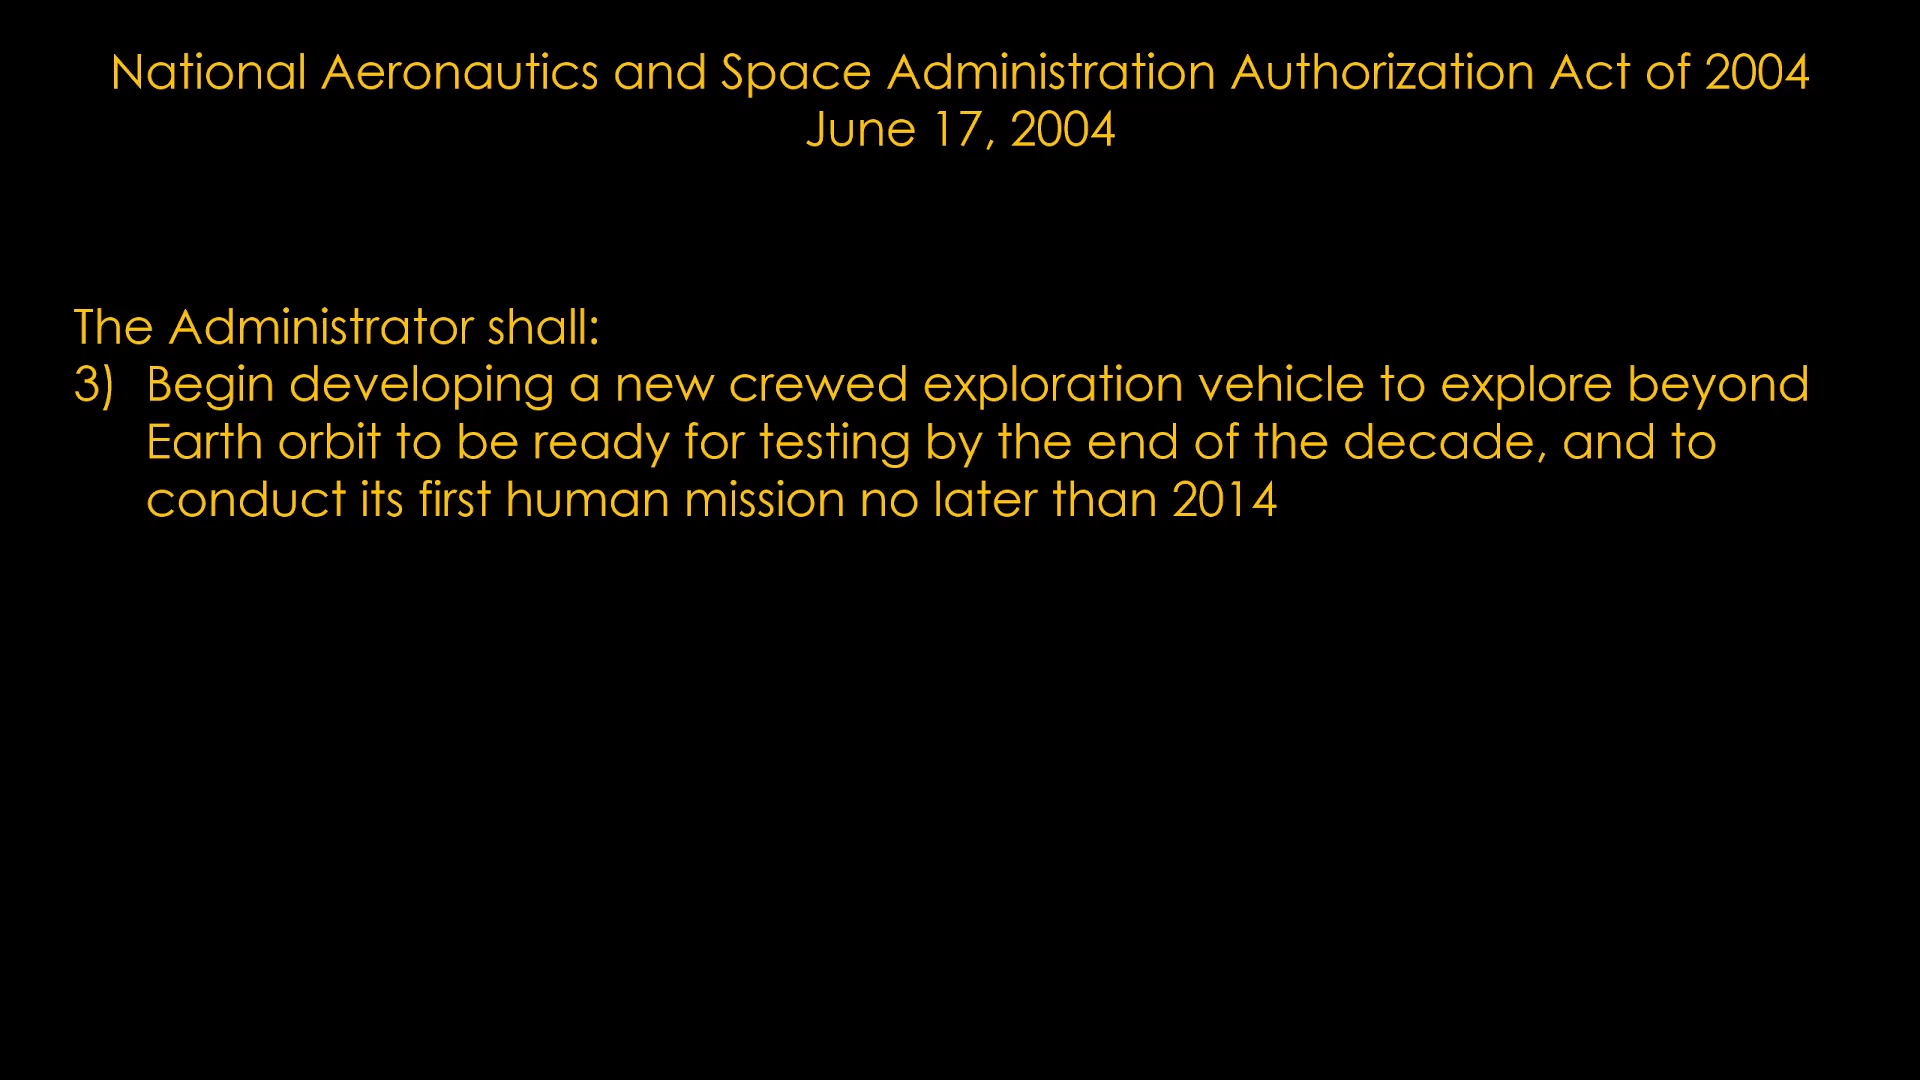 National Aeronautics and Space Administration Authorization Act of 2004
June 17, 2004
The Administrator shall:
3) Begin developing a new crewed exploration vehicle to explore beyond
Earth orbit to be ready for testing by the end of the decade, and to
conduct its first human mission no later than 2014